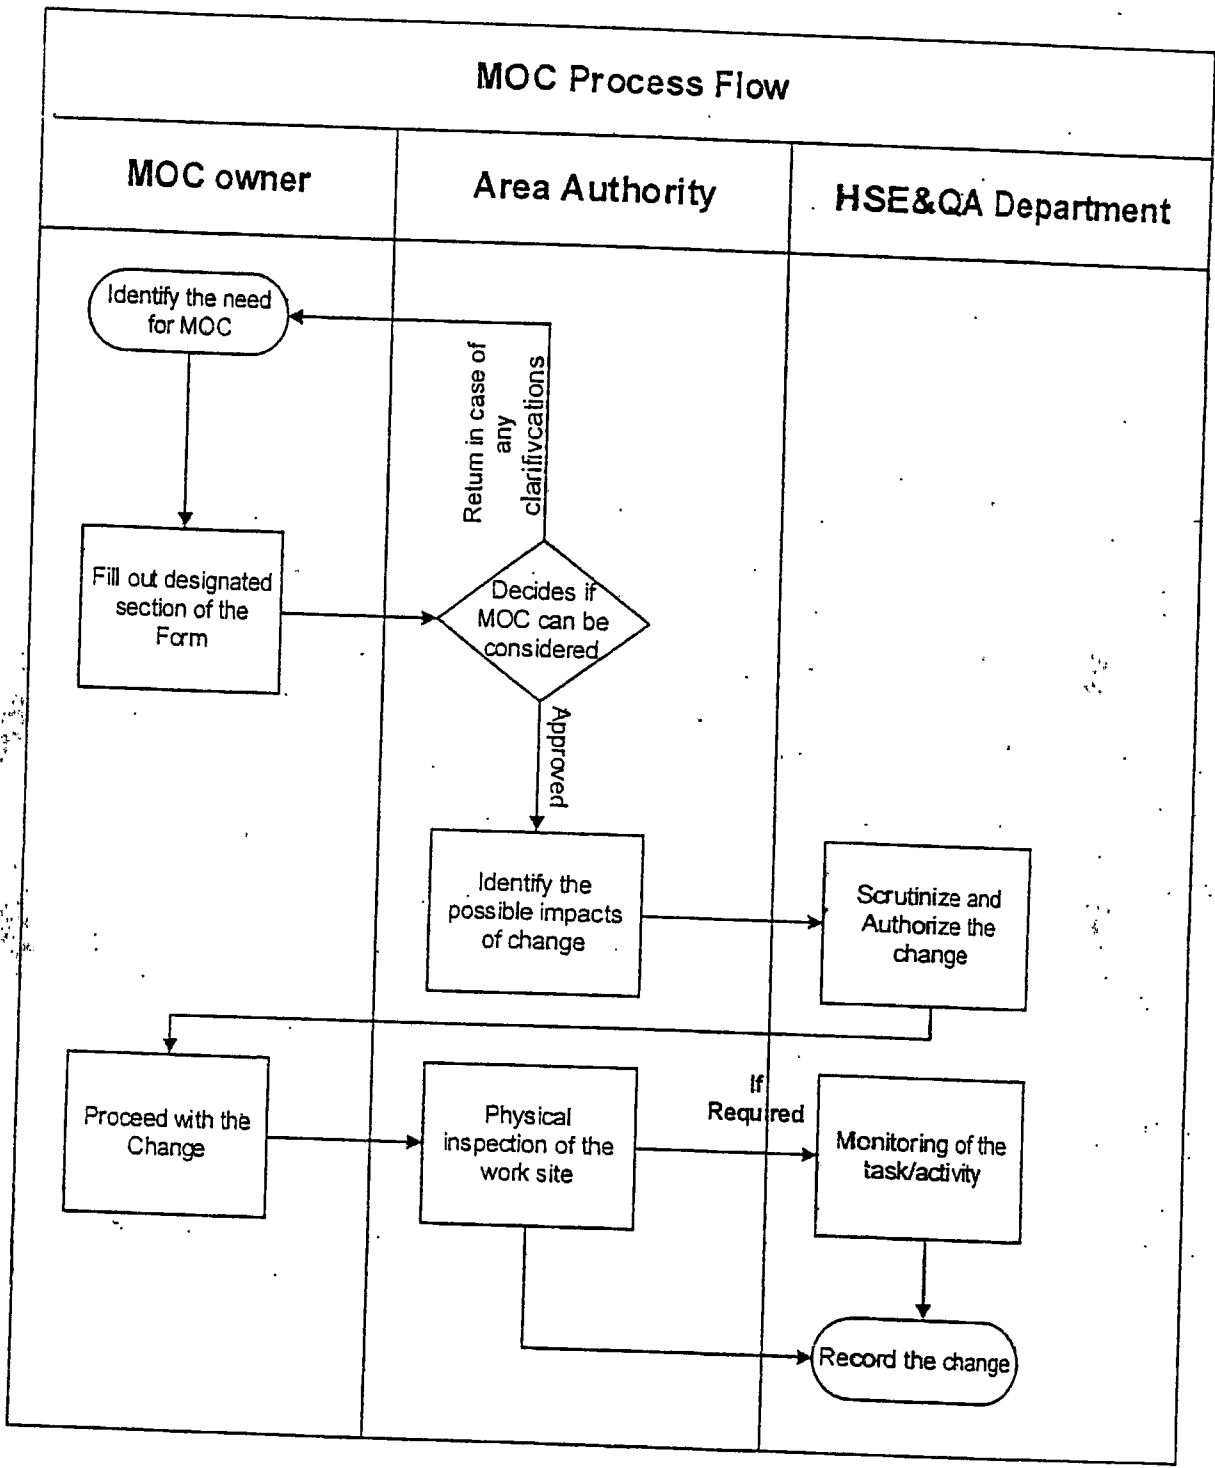 MOC Process Flow
MOC owner
Area Authority
HSE&QA Department
Identify the need
for MOC
Return in case of
any
clarifivcations
Fill out designated
section of the
Form
Decides if
MOC can be
considered
Approved
Identify the
possible impacts
of change
Scrutinize and
Authorize the
change
Proceed with the
Change
Physical
inspection of the
work site
If
Required
Monitoring of the
task/activity
Record the change